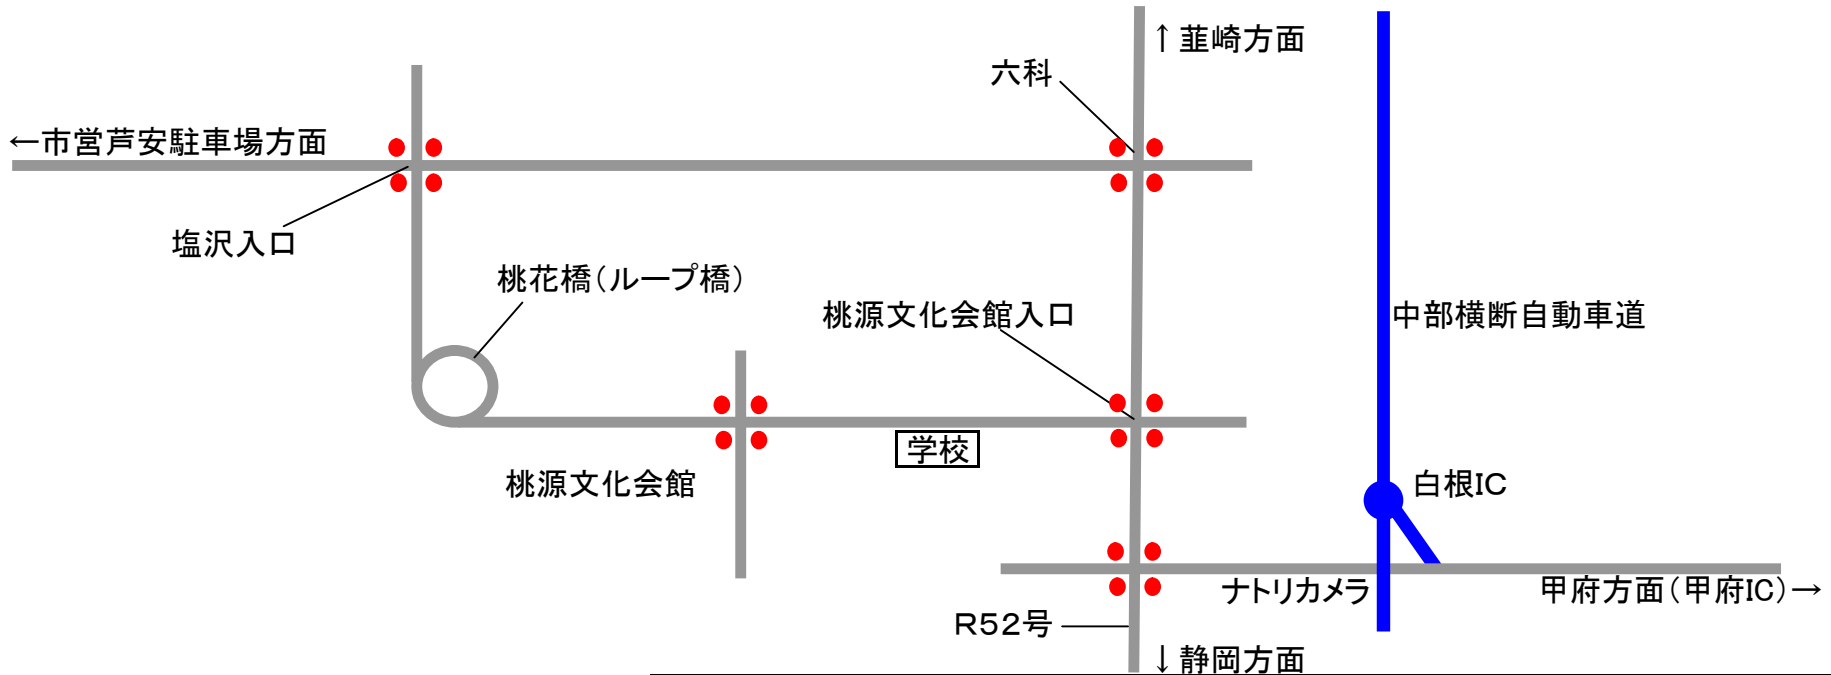 ↑韮崎方面
六科
←市営芦安駐車場方面
塩沢入口
桃花橋(ループ橋)
桃源文化会館入口
中部横断自動車道
学校
桃源文化会館
白根IC
ナトリカメラ
甲府方面(甲府IC)→
R52号
↓静岡方面